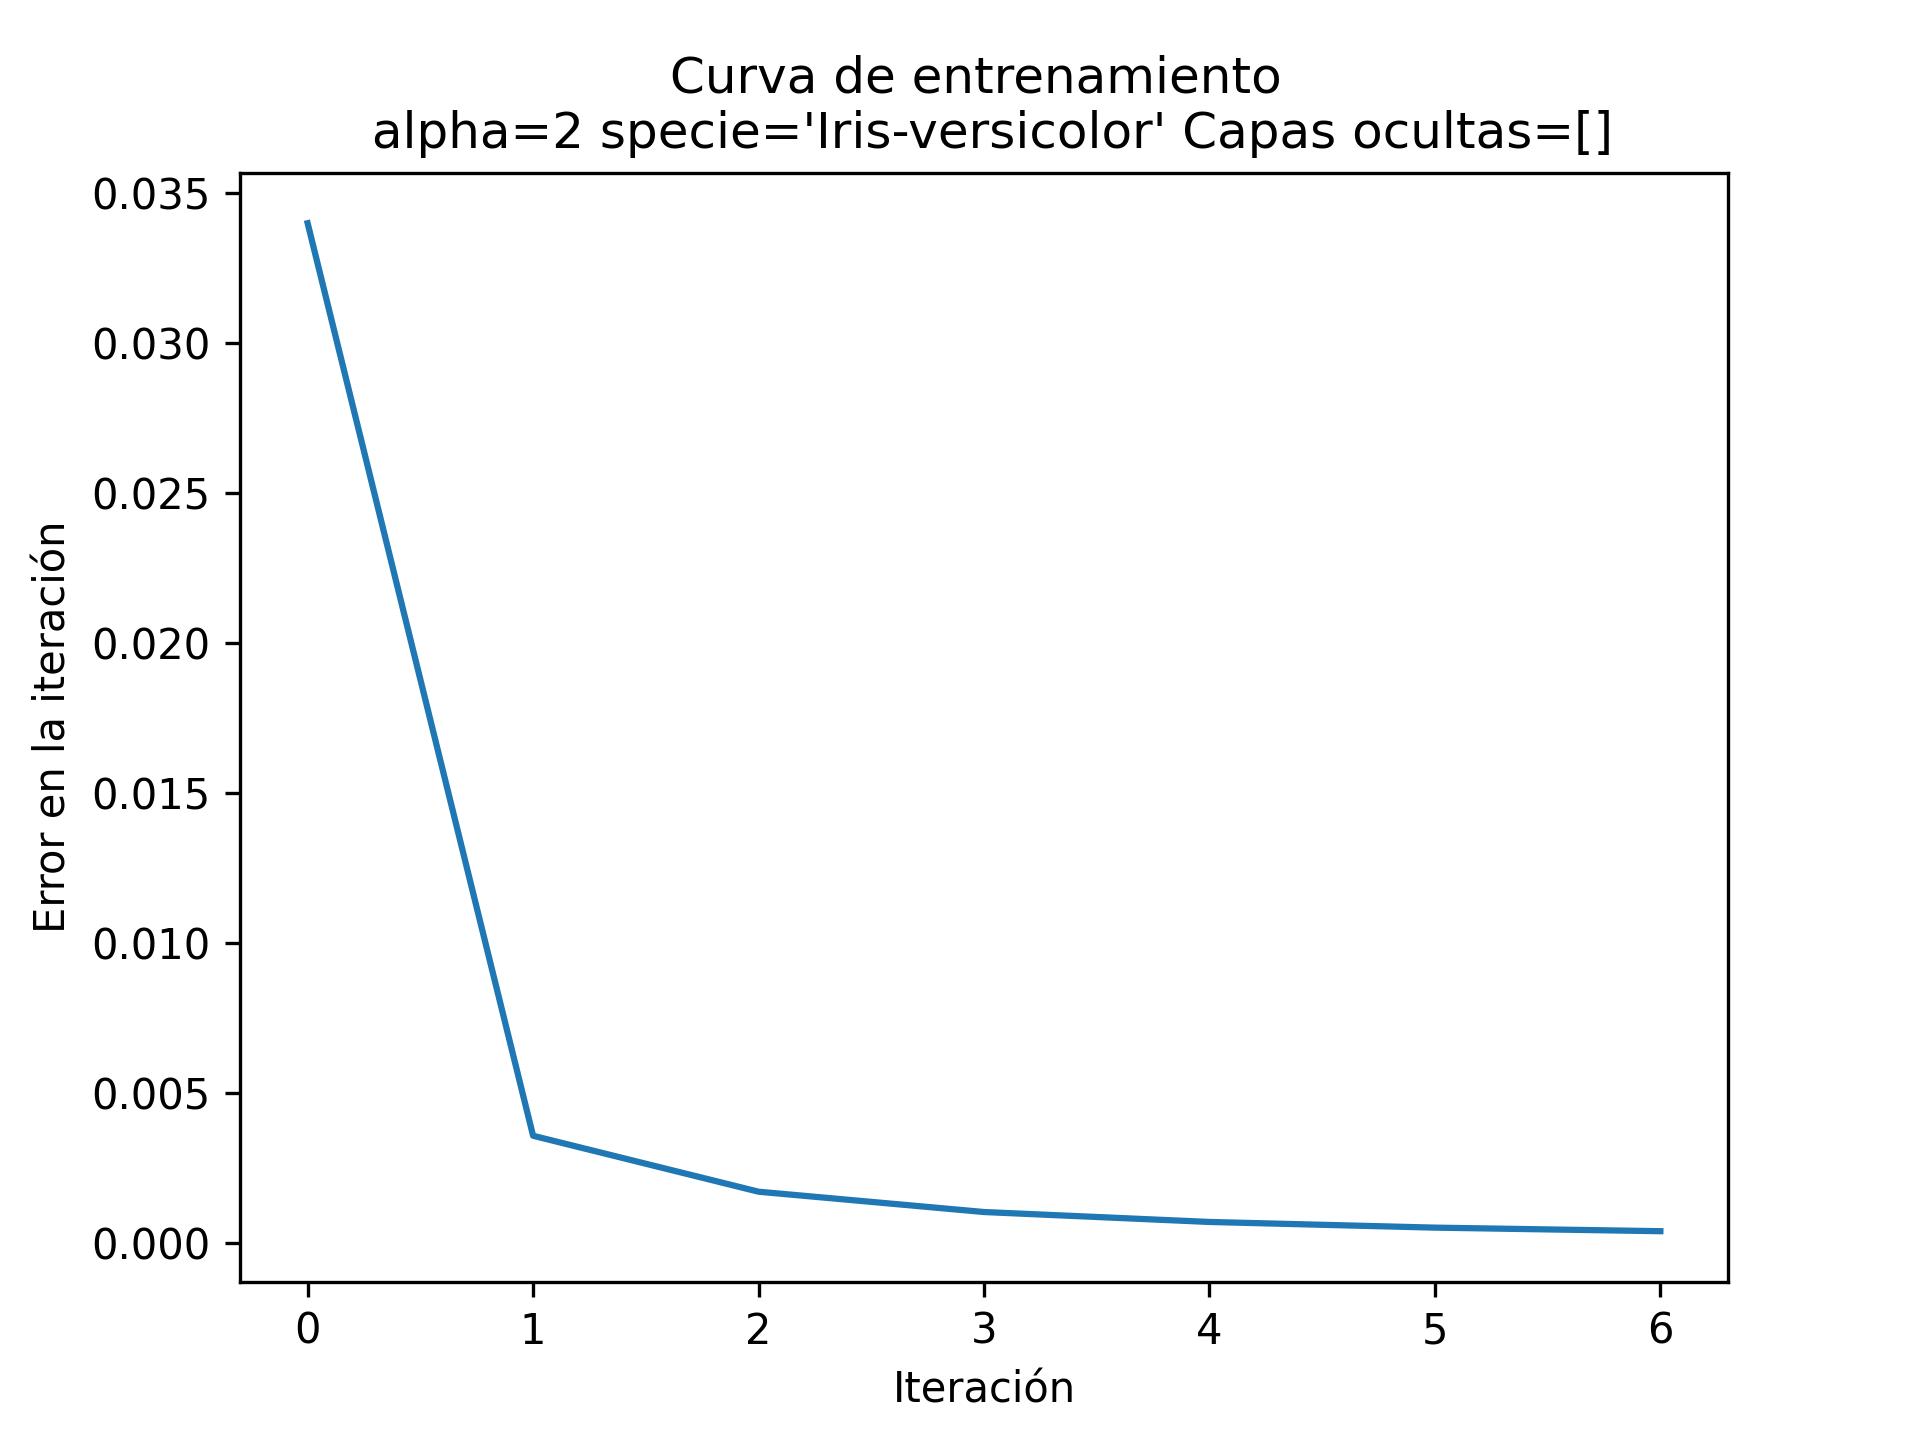 Curva de entrenamiento
alpha=2 specie='Iris-versicolor' Capas ocultas=[]
0.035
0.030
0.025
0.020
0.015
0.010
0.005
0.000
Error en la iteración
0 1 2 3 4 5 6
Iteración